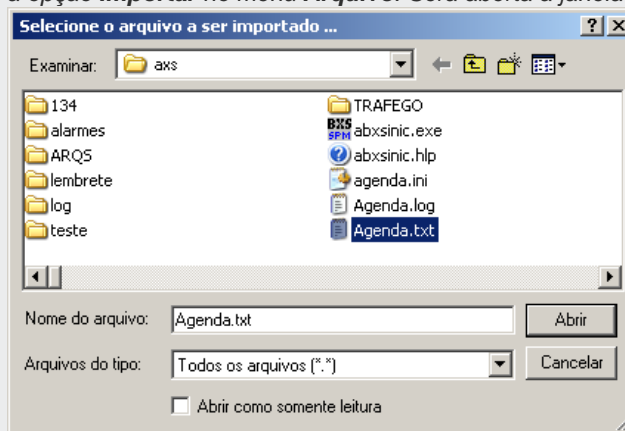 a opção Importar no menu Arquivo. Será aberta a janela
Selecione o arquivo a ser importado ...
Examinar: axs
134
alarmes
ARQS
lembrete
log
teste
TRAFEGO
BXS SPM abxsinic.exe
abxsinic.hlp
agenda.ini
Agenda.log
Agenda.txt
Nome do arquivo: Agenda.txt Abrir
Arquivos do tipo: Todos os arquivos (*.*) Cancelar
Abrir como somente leitura